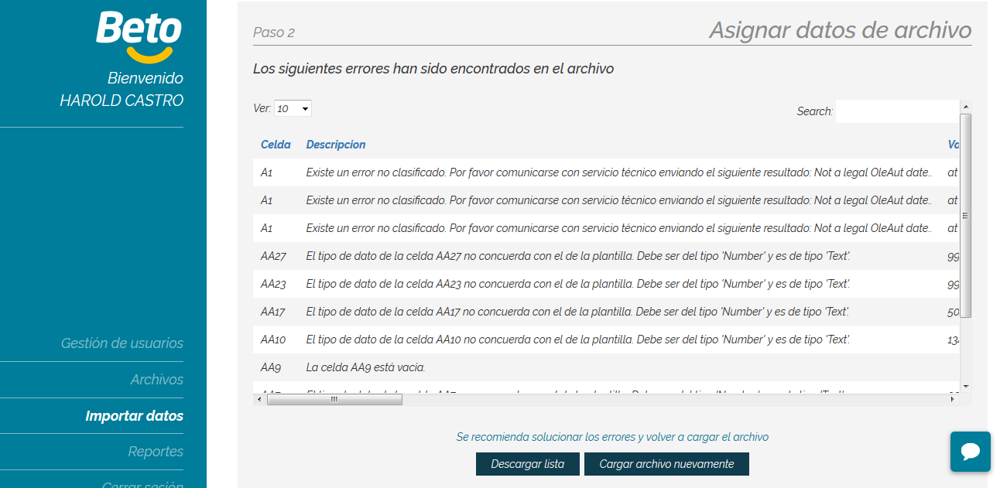 Beto
Bienvenido
HAROLD CASTRO
Gestión de usuarios
Archivos
Importar datos
Reportes
Cerrar sesión
Paso 2
Asignar datos de archivo
Los siguientes errores han sido encontrados en el archivo
Ver: 10
Search:
Celda Descripcion
A1 Existe un error no clasificado. Por favor comunicarse con servicio técnico enviando el siguiente resultado: Not a legal OleAut date.. at
A1 Existe un error no clasificado. Por favor comunicarse con servicio técnico enviando el siguiente resultado: Not a legal OleAut date.. at
A1 Existe un error no clasificado. Por favor comunicarse con servicio técnico enviando el siguiente resultado: Not a legal OleAut date.. at
AA27 El tipo de dato de la celda AA27 no concuerda con el de la plantilla. Debe ser del tipo 'Number' y es de tipo 'Text'. 99
AA23 El tipo de dato de la celda AA23 no concuerda con el de la plantilla. Debe ser del tipo 'Number' y es de tipo 'Text'. 99
AA17 El tipo de dato de la celda AA17 no concuerda con el de la plantilla. Debe ser del tipo 'Number' y es de tipo 'Text'. 50
AA10 El tipo de dato de la celda AA10 no concuerda con el de la plantilla. Debe ser del tipo 'Number' y es de tipo 'Text'. 134
AA9 La celda AA9 está vacía.
Se recomienda solucionar los errores y volver a cargar el archivo
Descargar lista
Cargar archivo nuevamente